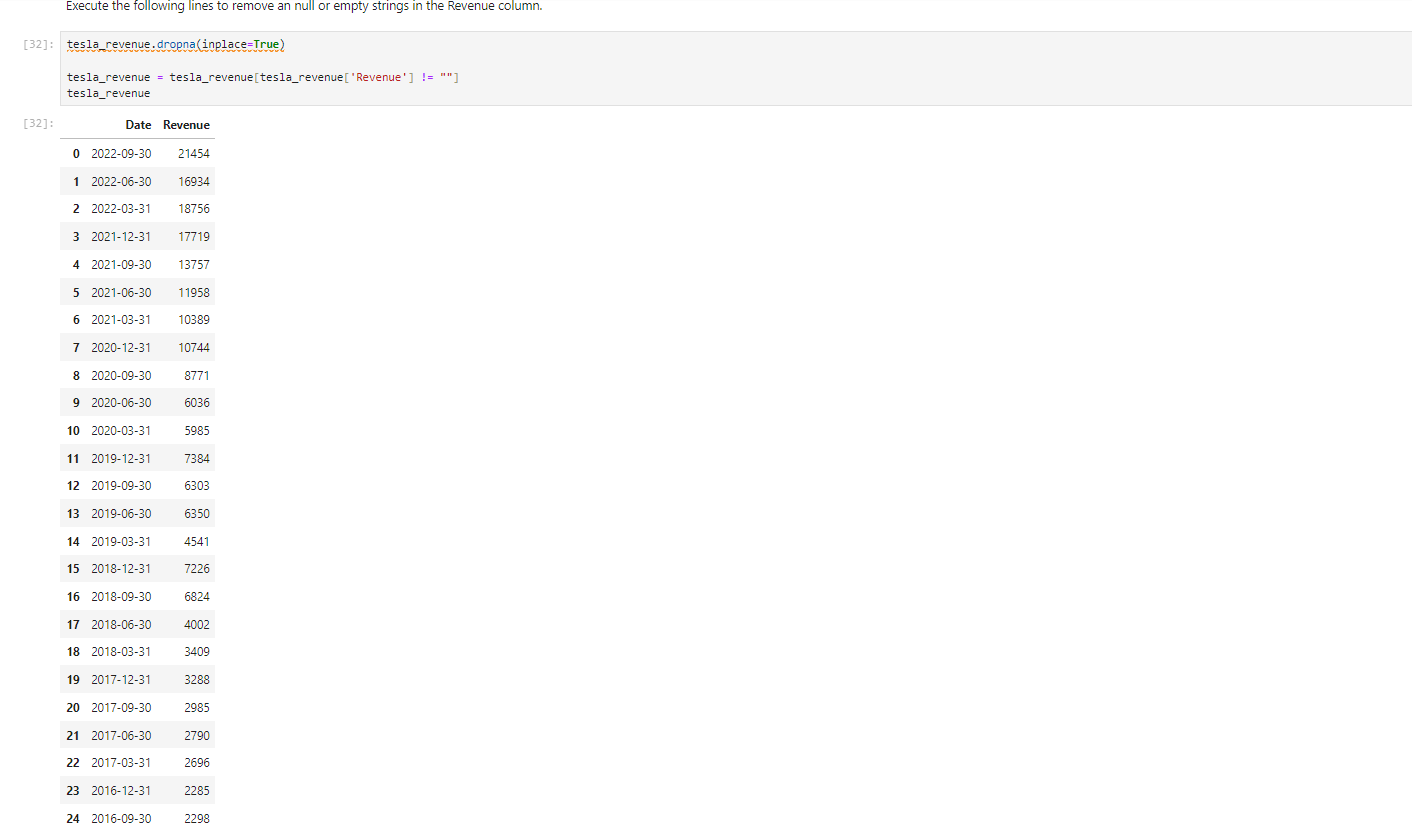 Execute the following lines to remove an null or empty strings in the Revenue column.
[32]: tesla_revenue.dropna(inplace=True)
tesla_revenue = tesla_revenue[tesla_revenue['Revenue'] != ""]
tesla_revenue
[32]: Date Revenue
0 2022-09-30 21454
1 2022-06-30 16934
2 2022-03-31 18756
3 2021-12-31 17719
4 2021-09-30 13757
5 2021-06-30 11958
6 2021-03-31 10389
7 2020-12-31 10744
8 2020-09-30 8771
9 2020-06-30 6036
10 2020-03-31 5985
11 2019-12-31 7384
12 2019-09-30 6303
13 2019-06-30 6350
14 2019-03-31 4541
15 2018-12-31 7226
16 2018-09-30 6824
17 2018-06-30 4002
18 2018-03-31 3409
19 2017-12-31 3288
20 2017-09-30 2985
21 2017-06-30 2790
22 2017-03-31 2696
23 2016-12-31 2285
24 2016-09-30 2298